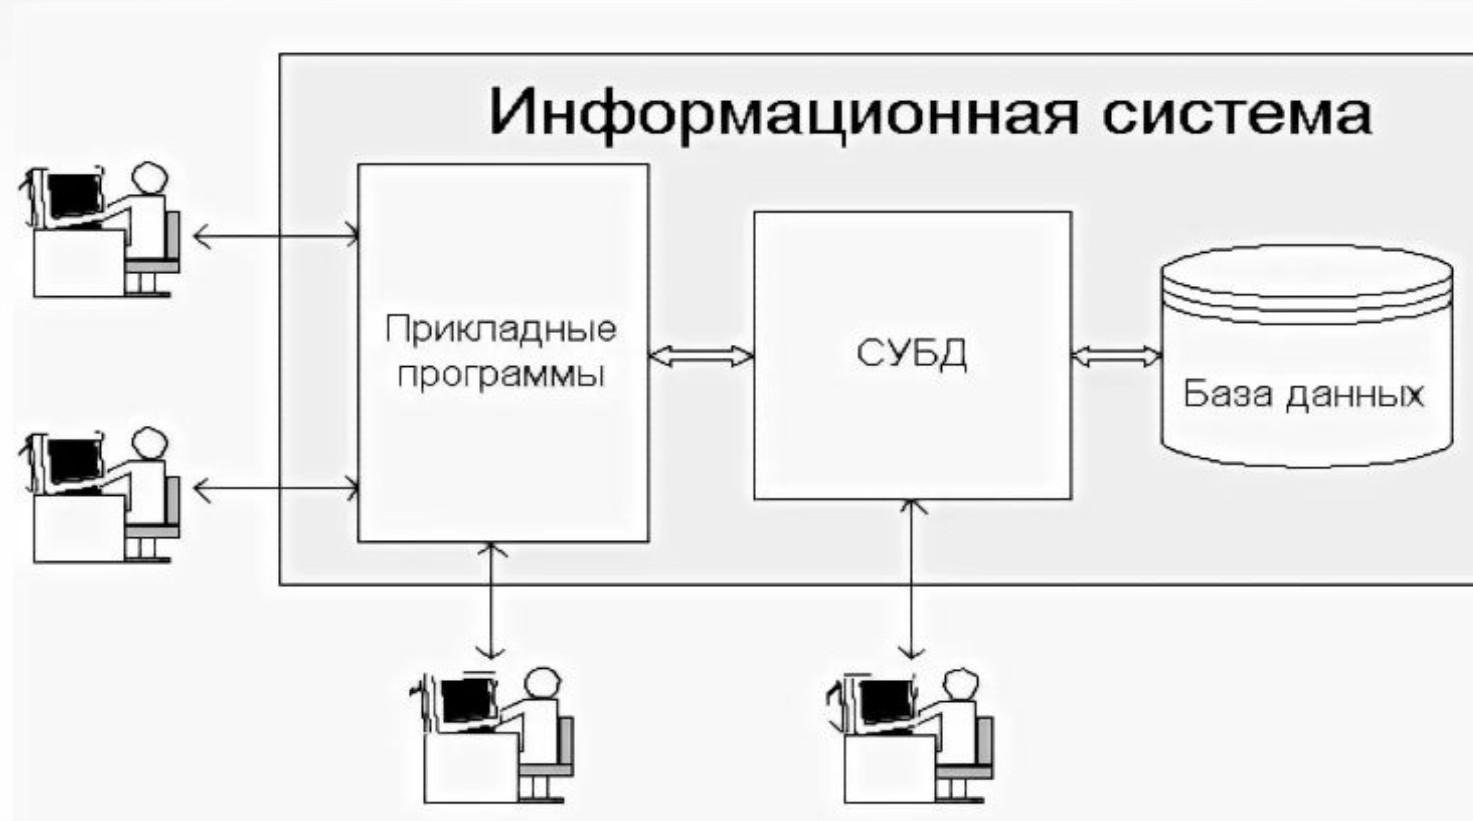 Информационная система
Прикладные
программы
СУБД
База данных